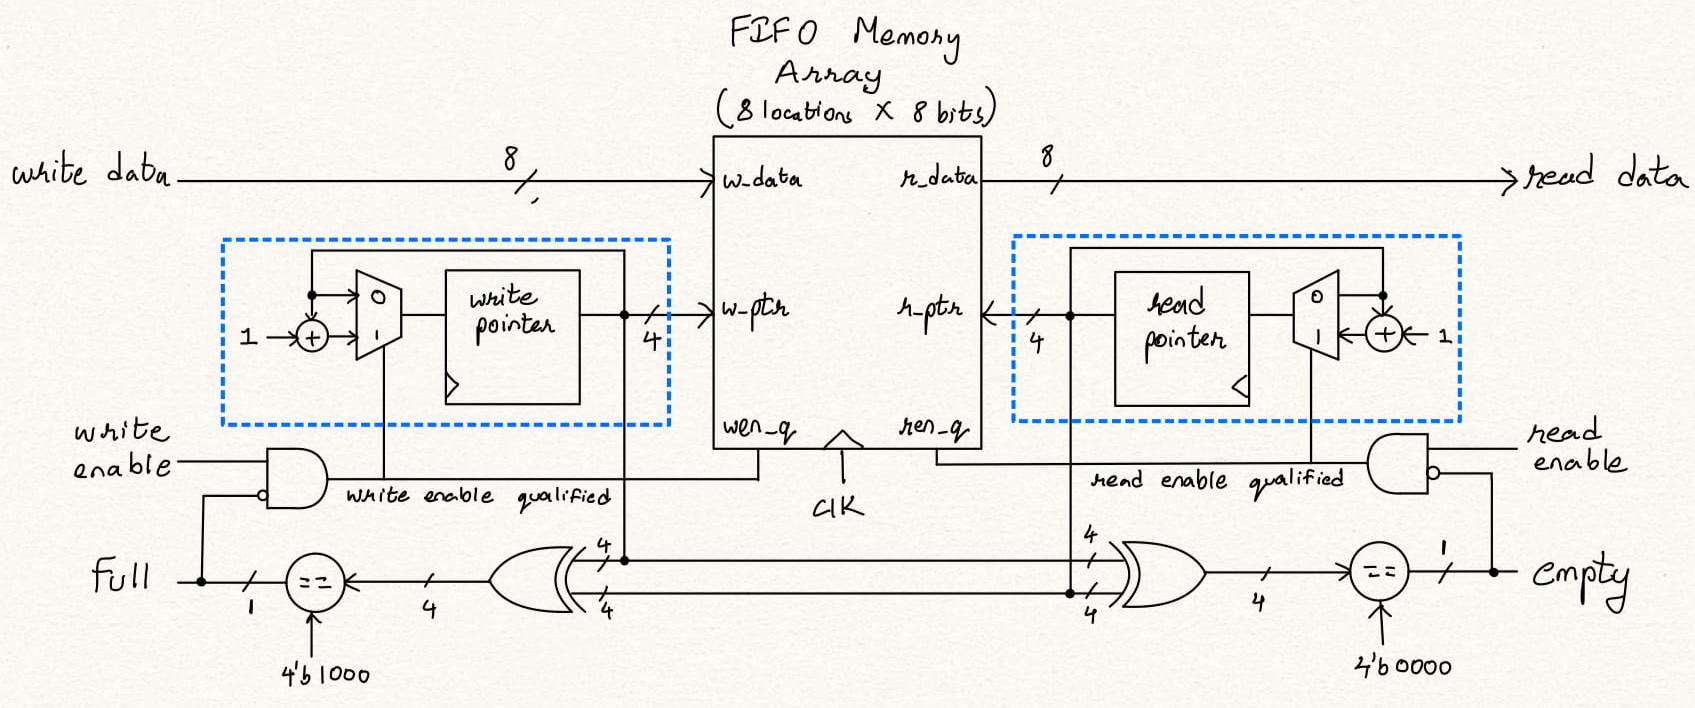 FIFO Memory
Array
(8 locations X 8 bits)
write data
8
w_data
r_data
8
read data
0
1
+
1
write
pointer
4
w_ptr
r_ptr
4
read
pointer
0
1
+
1
write
enable
wen_q
ren_q
read
enable
write enable qualified
clk
read enable qualified
full
1
==
4
4
4
4
4
4
==
1
empty
4'b1000
4'b0000